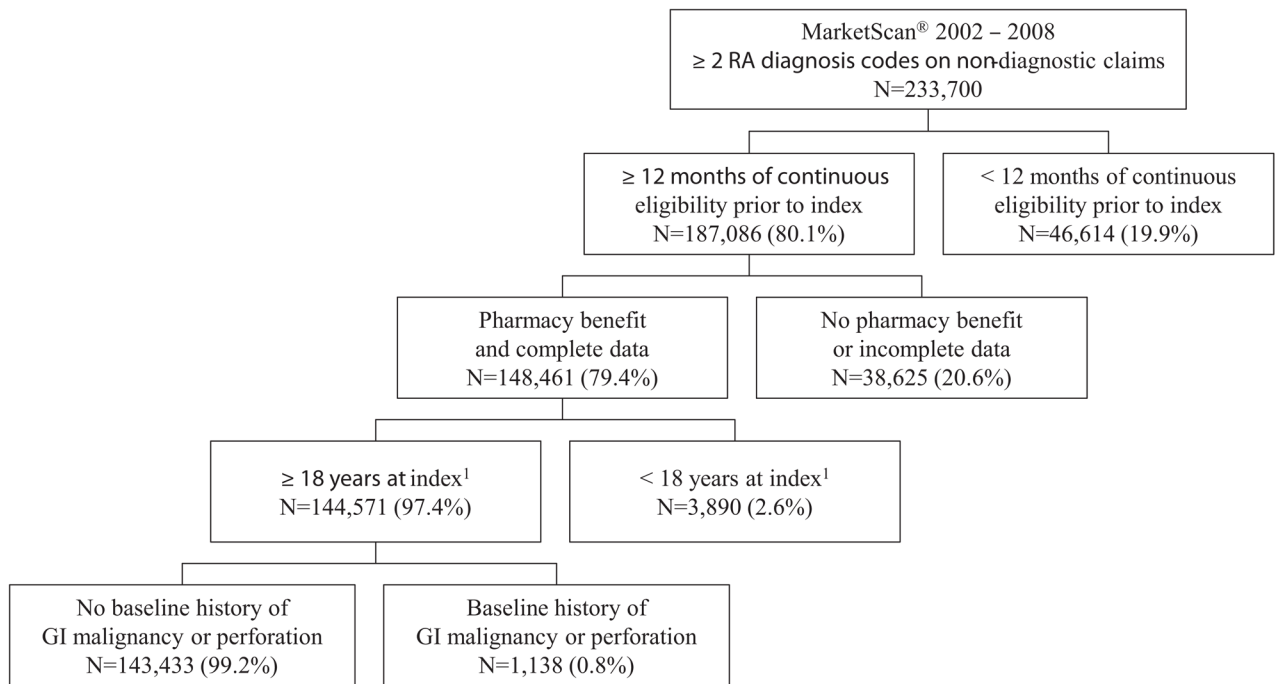 MarketScan® 2002 – 2008
≥ 2 RA diagnosis codes on non-diagnostic claims
N=233,700
≥ 12 months of continuous
eligibility prior to index
N=187,086 (80.1%)
< 12 months of continuous
eligibility prior to index
N=46,614 (19.9%)
Pharmacy benefit
and complete data
N=148,461 (79.4%)
No pharmacy benefit
or incomplete data
N=38,625 (20.6%)
≥ 18 years at index¹
N=144,571 (97.4%)
< 18 years at index¹
N=3,890 (2.6%)
No baseline history of
GI malignancy or perforation
N=143,433 (99.2%)
Baseline history of
GI malignancy or perforation
N=1,138 (0.8%)